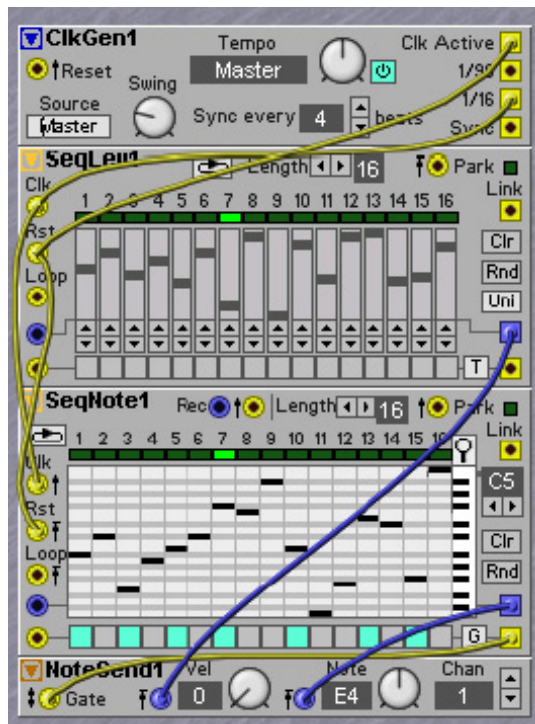 ClkGen1 Tempo Clk Active
Reset Swing Master 1/96
Source 1/16
Master Sync every 4 beats Sync
SeqLev1 Length 16 Park
Clk Link
1 2 3 4 5 6 7 8 9 10 11 12 13 14 15 16
Rst Clr
Loop Rnd
Uni
T
SeqNote1 Rec Length 16 Park
Link
1 2 3 4 5 6 7 8 9 10 11 12 13 14 15 16
Clk C5
Rst
Clr
Loop Rnd
G
NoteSend1 Vel Note Chan
Gate 0 E4 1